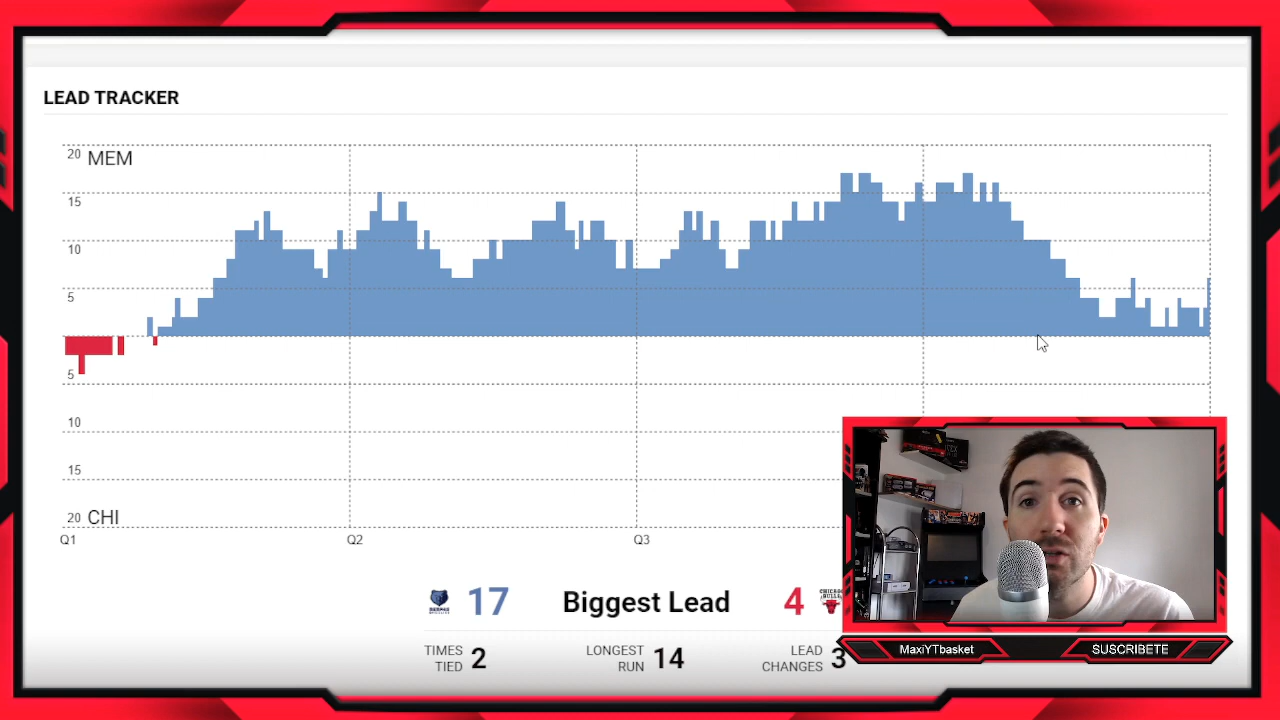 LEAD TRACKER
20 MEM
15
10
5
5
10
15
20 CHI
Q1 Q2 Q3
17 Biggest Lead 4
TIMES TIED 2 LONGEST RUN 14 LEAD CHANGES 3
MaxiYTbasket SUSCRIBETE